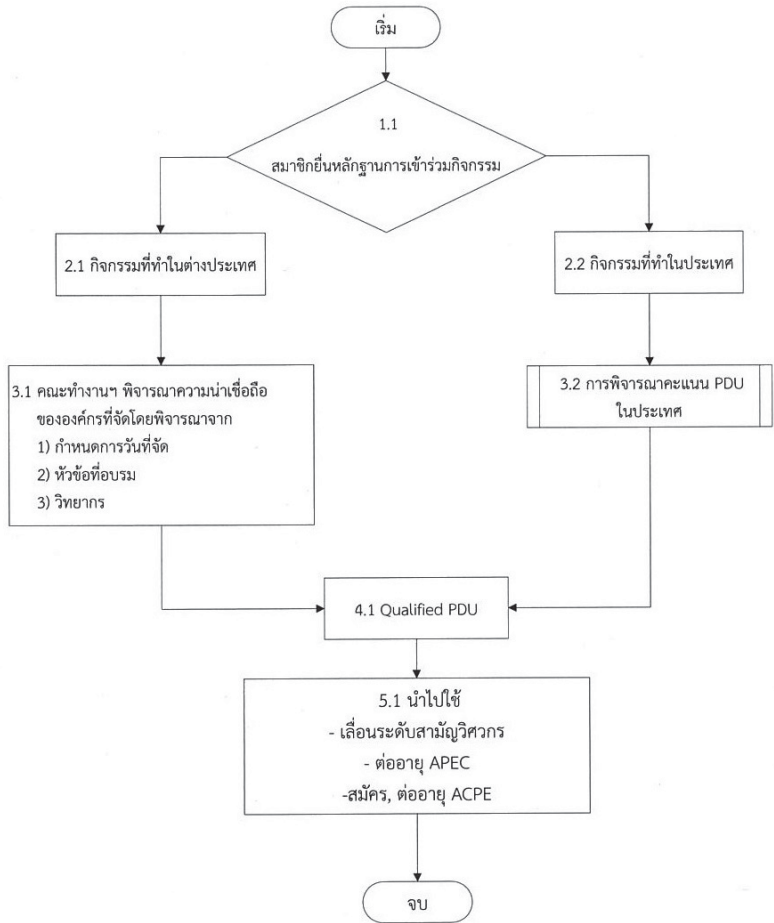 เริ่ม
1.1
สมาชิกยื่นหลักฐานการเข้าร่วมกิจกรรม
2.1 กิจกรรมที่ทำในต่างประเทศ
2.2 กิจกรรมที่ทำในประเทศ
3.1 คณะทำงานฯ พิจารณาความน่าเชื่อถือ
ขององค์กรที่จัดโดยพิจารณาจาก
1) กำหนดการวันที่จัด
2) หัวข้อที่อบรม
3) วิทยากร
3.2 การพิจารณาคะแนน PDU
ในประเทศ
4.1 Qualified PDU
5.1 นำไปใช้
- เลื่อนระดับสามัญวิศวกร
- ต่ออายุ APEC
-สมัคร, ต่ออายุ ACPE
จบ